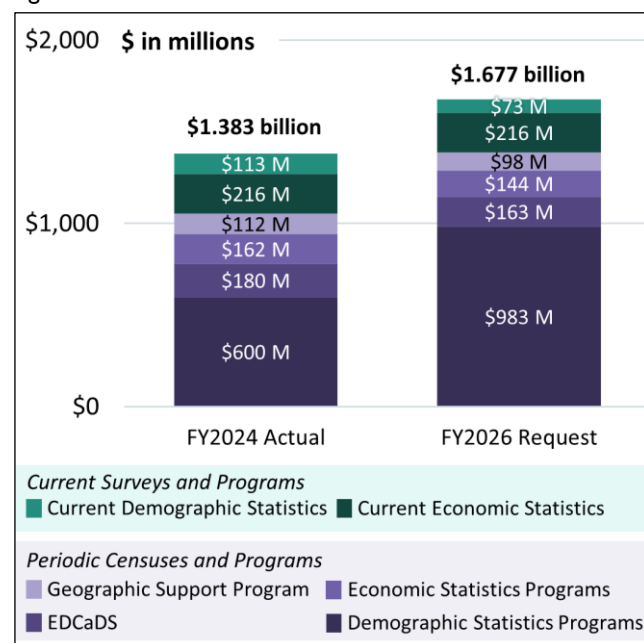 $2,000 $ in millions
$1.677 billion
$73 M
$1.383 billion
$216 M
$113 M
$98 M
$216 M
$144 M
$1,000
$112 M
$163 M
$162 M
$180 M
$983 M
$600 M
$0
FY2024 Actual FY2026 Request
Current Surveys and Programs
Current Demographic Statistics Current Economic Statistics
Periodic Censuses and Programs
Geographic Support Program Economic Statistics Programs
EDCaDS Demographic Statistics Programs